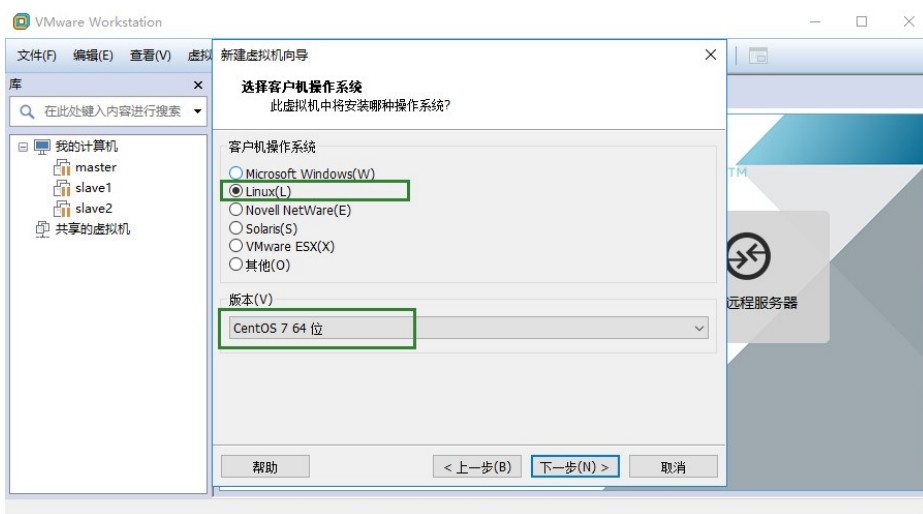 VMware Workstation
文件(F) 编辑(E) 查看(V) 虚拟
新建虚拟机向导
选择客户机操作系统
此虚拟机中将安装哪种操作系统?
库
在此处键入内容进行搜索
我的计算机
master
slave1
slave2
共享的虚拟机
客户机操作系统
Microsoft Windows(W)
Linux(L)
Novell NetWare(E)
Solaris(S)
VMware ESX(X)
其他(O)
版本(V)
CentOS 7 64 位
帮助
< 上一步(B)
下一步(N) >
取消
TM
远程服务器